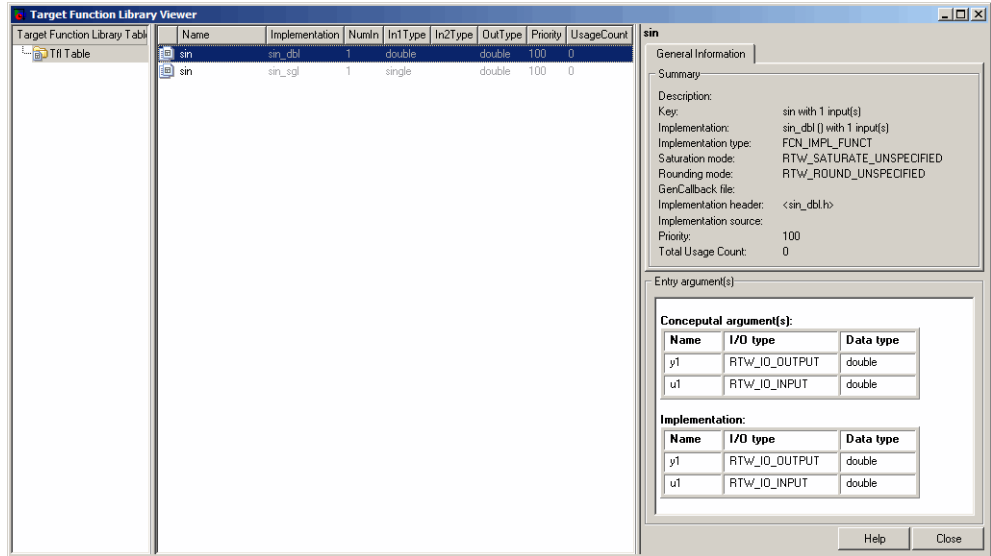 Target Function Library Viewer
Target Function Library Tabl
Tfl Table
Name Implementation NumIn In1Type In2Type OutType Priority UsageCount
sin sin_dbl 1 double double 100 0
sin sin_sgl 1 single double 100 0
sin
General Information
Summary
Description:
Key: sin with 1 input(s)
Implementation: sin_dbl () with 1 input(s)
Implementation type: FCN_IMPL_FUNCT
Saturation mode: RTW_SATURATE_UNSPECIFIED
Rounding mode: RTW_ROUND_UNSPECIFIED
GenCallback file:
Implementation header: <sin_dbl.h>
Implementation source:
Priority: 100
Total Usage Count: 0
Entry argument(s)
Conceputal argument(s):
Name I/O type Data type
y1 RTW_IO_OUTPUT double
u1 RTW_IO_INPUT double
Implementation:
Name I/O type Data type
y1 RTW_IO_OUTPUT double
u1 RTW_IO_INPUT double
Help Close